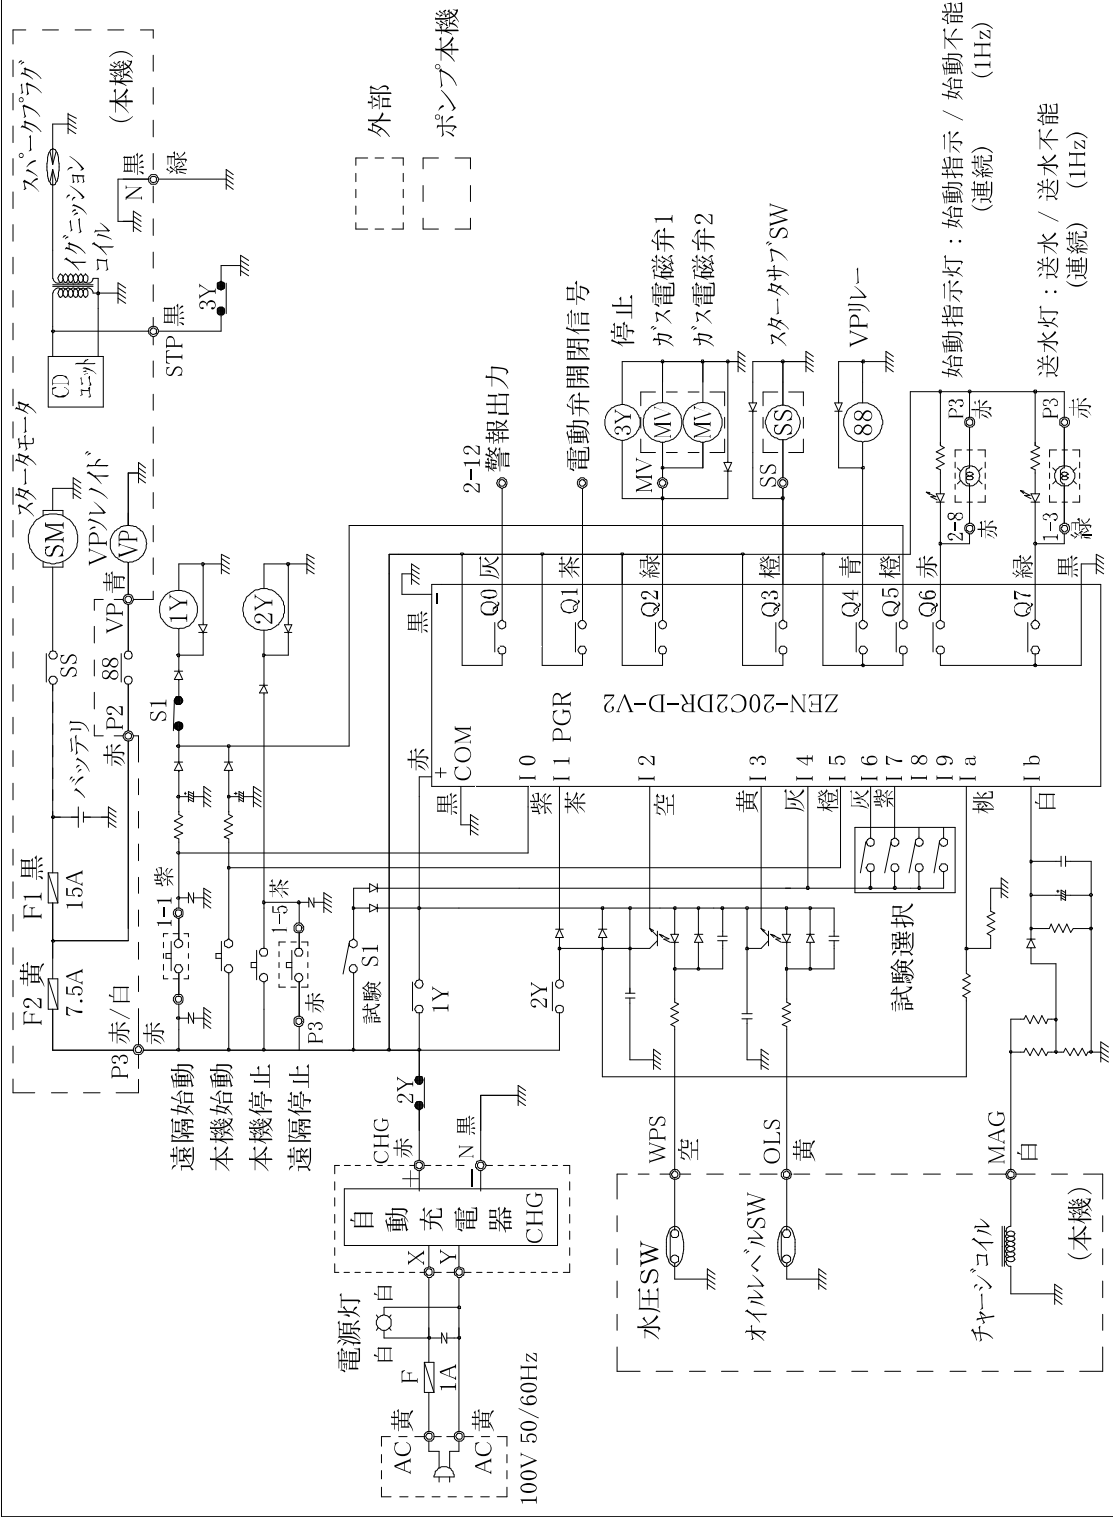 スパークプラグ
(本機)
イグニッション
コイル
N
黒
緑
CD
ユニット
STP 黒
3Y
外部
ポンプ本機
スタータモータ
SM
VPソレノイド
VP
VP 青
SS
88
P2
赤
バッテリ
F1 黒
15A
F2 黄
7.5A
P3
赤/白
赤
1Y
2Y
S1
1-1 紫
1-5 茶
P3 赤
S1
試験
遠隔始動
本機始動
本機停止
遠隔停止
1Y
2Y
2Y
CHG
赤
N 黒
+
−
自動充電器
CHG
X
Y
電源灯
白
白
F
1A
AC 黄
AC 黄
100V 50/60Hz
2-12
警報出力
電動弁開閉信号
停止
ガス電磁弁1
ガス電磁弁2
スタータサブSW
VPリレー
3Y
MV
MV
MV
SS
SS
88
始動指示灯：始動指示 / 始動不能
(連続)
(1Hz)
送水灯：送水 / 送水不能
(連続)
(1Hz)
P3
赤
2-8
赤
P3
赤
1-3
緑
黒
−
Q0 灰
Q1 茶
Q2 緑
Q3 橙
Q4 青
Q5 橙
Q6 赤
Q7 緑
黒
ZEN-20C2DR-D-V2
PGR
赤
+
COM
黒
I0
紫
I1
茶
I2
空
I3
黄
I4
灰
I5
橙
I6
灰
I7
紫
I8
I9
Ia
桃
Ib
白
試験選択
WPS
空
OLS
黄
MAG
白
水圧SW
オイルレベルSW
チャージコイル
(本機)